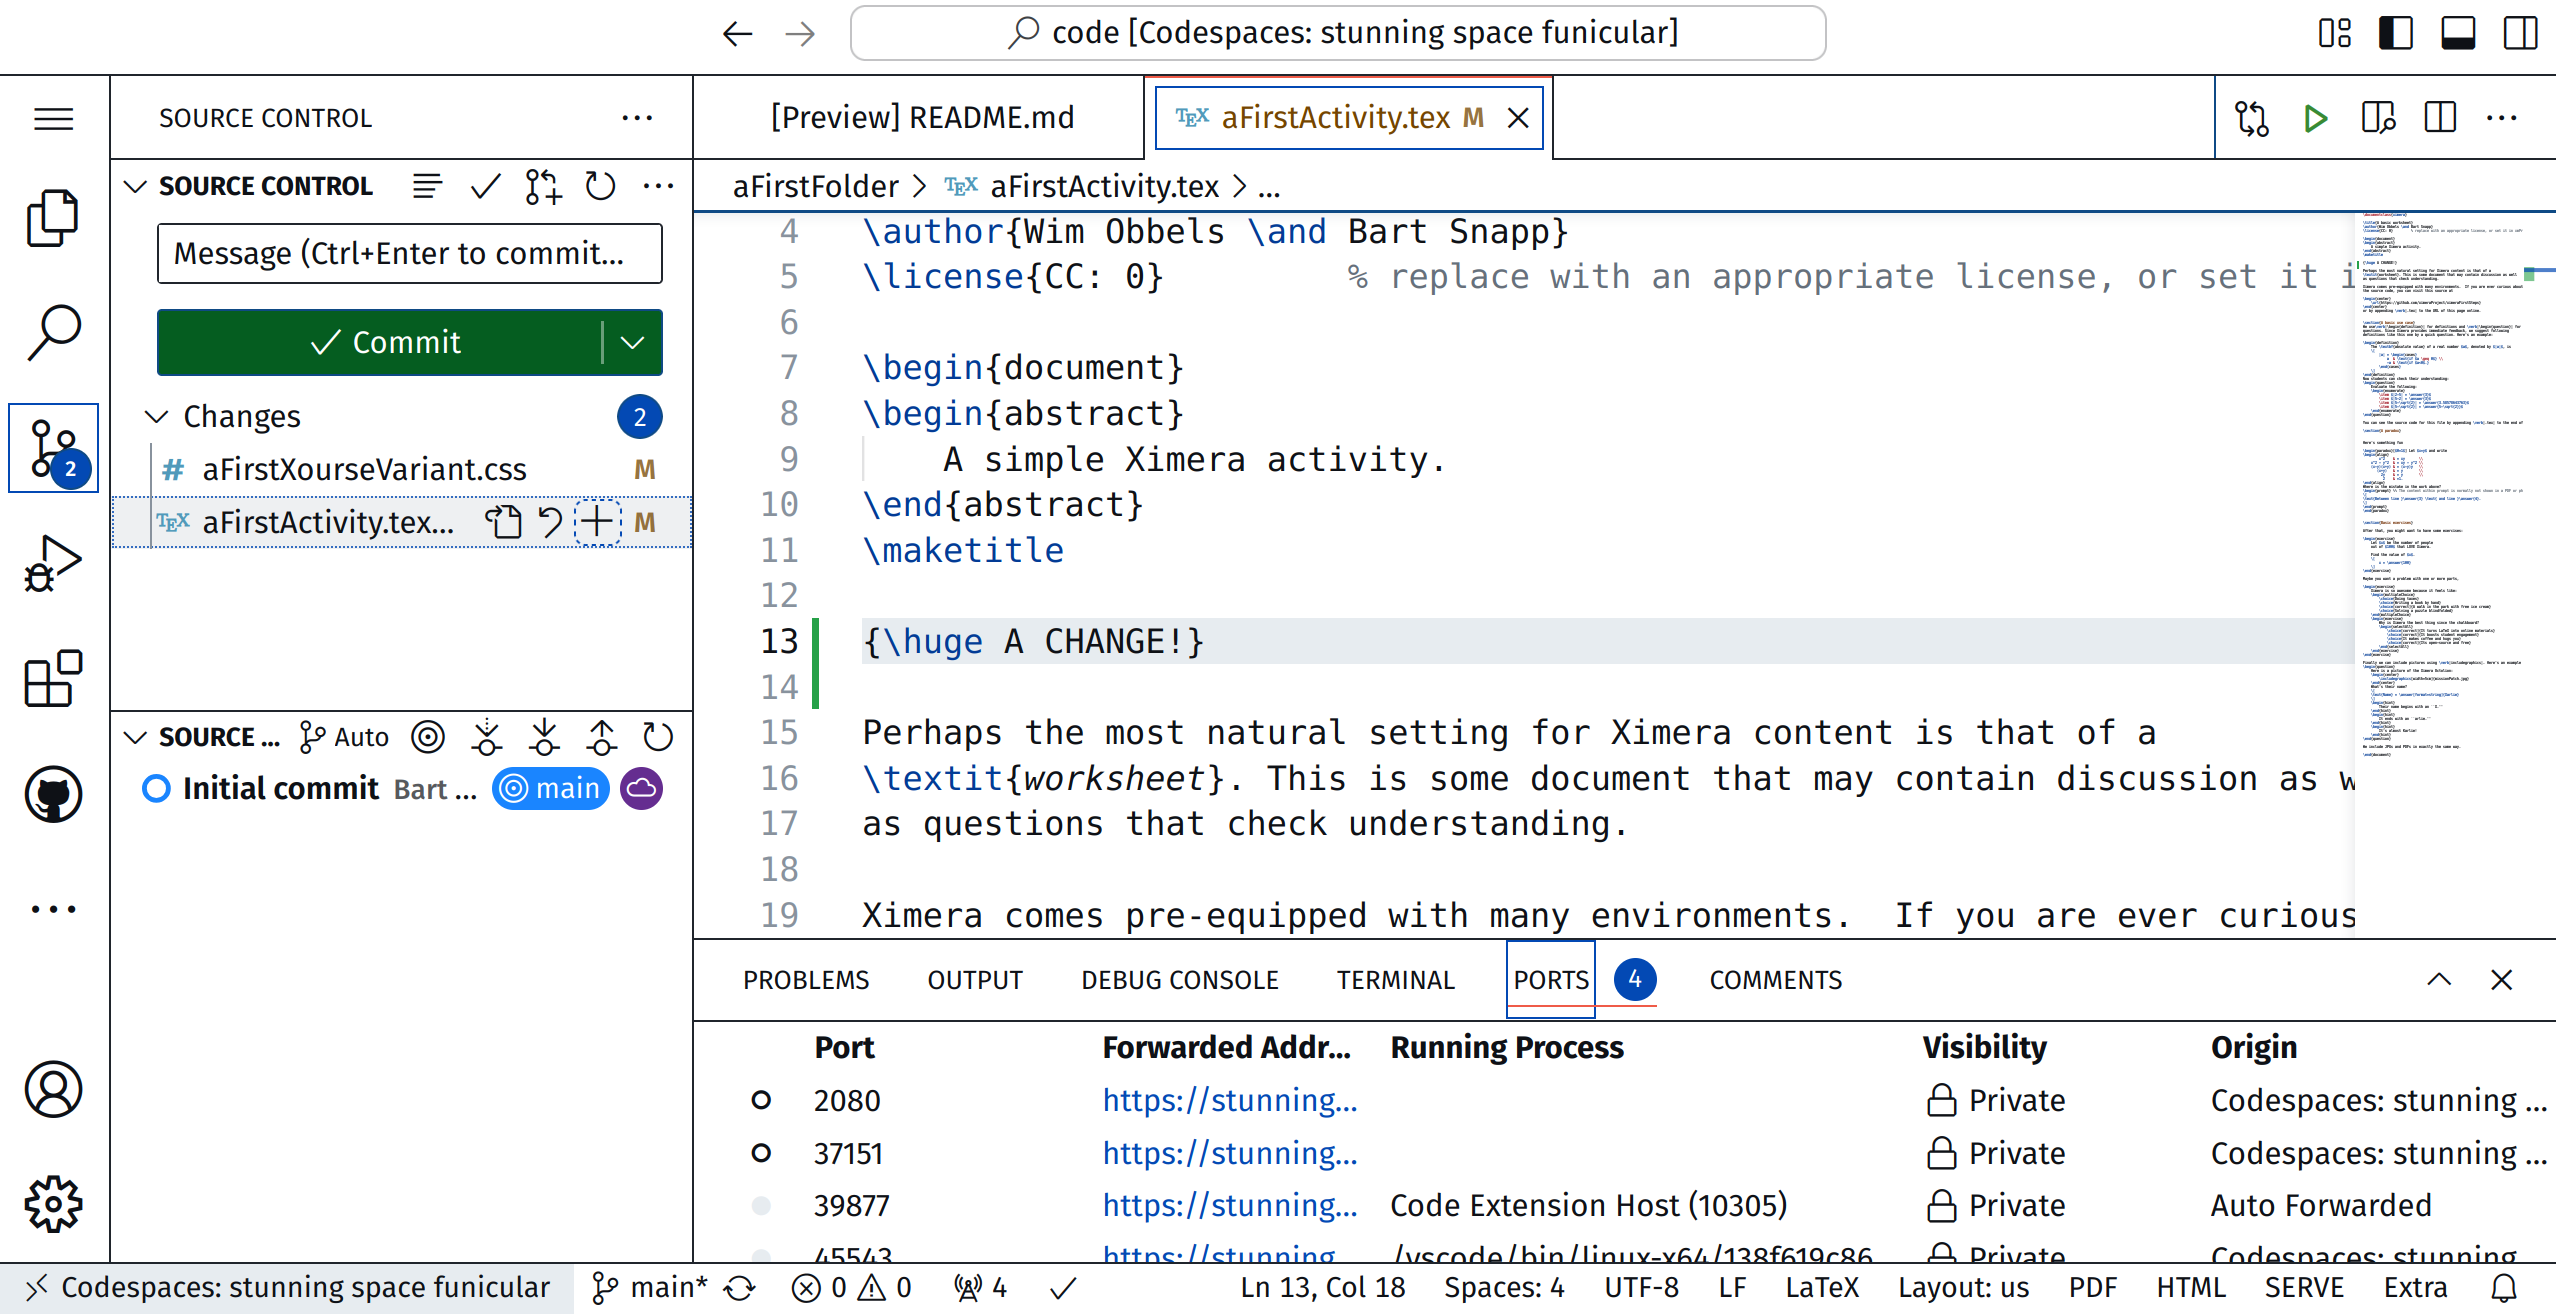 code [Codespaces: stunning space funicular]
SOURCE CONTROL
[Preview] README.md
TEX aFirstActivity.tex M
SOURCE CONTROL
Message (Ctrl+Enter to commit...
Commit
Changes
2
2
# aFirstXourseVariant.css M
TEX aFirstActivity.tex... M
SOURCE ... Auto
Initial commit Bart ... main
aFirstFolder > TEX aFirstActivity.tex > ...
4 \author{Wim Obbels \and Bart Snapp}
5 \license{CC: 0} % replace with an appropriate license, or set it i
6
7 \begin{document}
8 \begin{abstract}
9 A simple Ximera activity.
10 \end{abstract}
11 \maketitle
12
13 {\huge A CHANGE!}
14
15 Perhaps the most natural setting for Ximera content is that of a
16 \textit{worksheet}. This is some document that may contain discussion as w
17 as questions that check understanding.
18
19 Ximera comes pre-equipped with many environments.  If you are ever curious
PROBLEMS OUTPUT DEBUG CONSOLE TERMINAL PORTS 4 COMMENTS
Port Forwarded Addr... Running Process Visibility Origin
2080 https://stunning... Private Codespaces: stunning ...
37151 https://stunning... Private Codespaces: stunning ...
39877 https://stunning... Code Extension Host (10305) Private Auto Forwarded
45543 https://stunning... /vscode/bin/linux-x64/138f619c86 Private Codespaces: stunning
Codespaces: stunning space funicular main* 0 0 4 Ln 13, Col 18 Spaces: 4 UTF-8 LF LaTeX Layout: us PDF HTML SERVE Extra